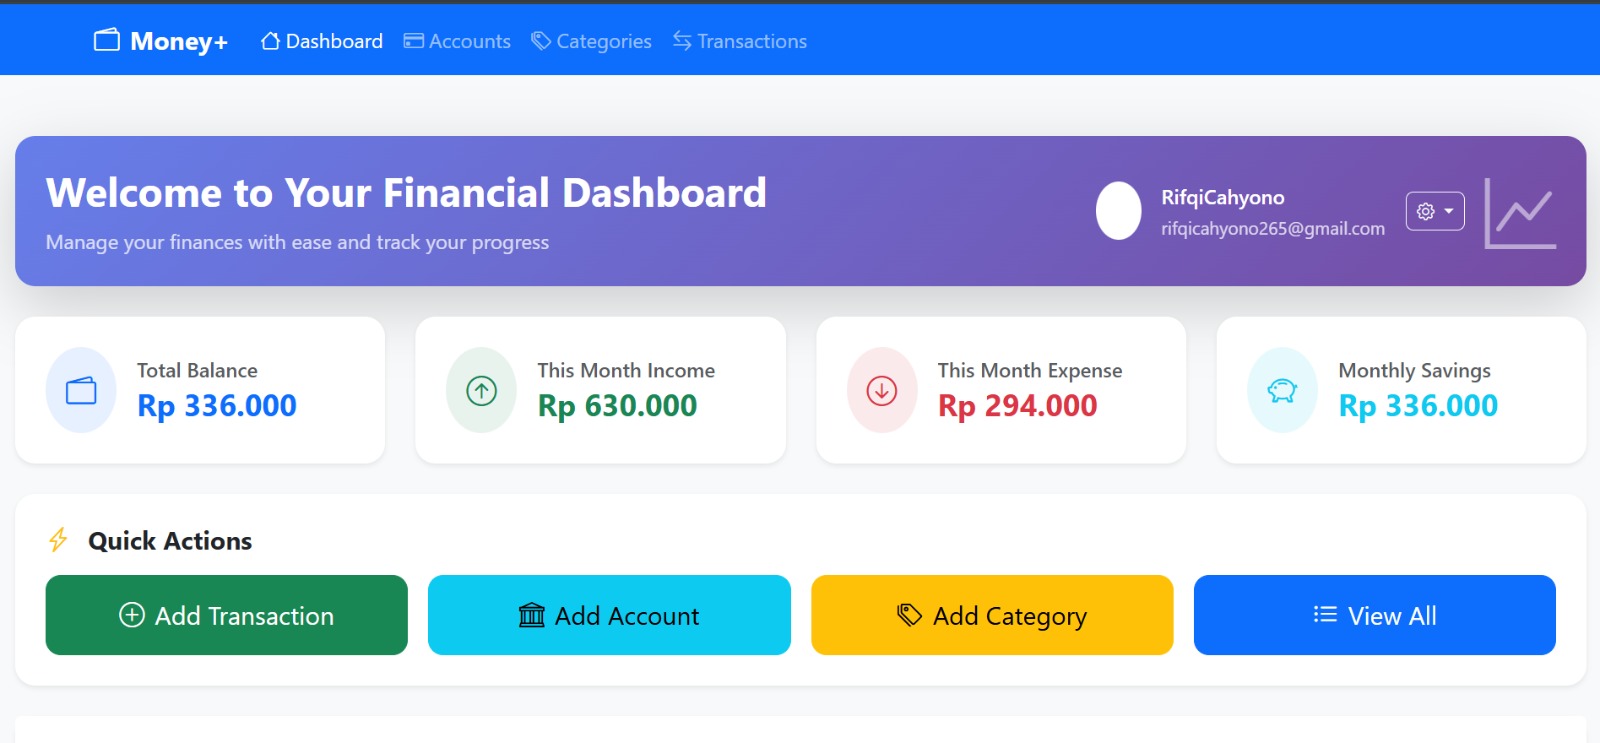 Money+ Dashboard Accounts Categories Transactions
Welcome to Your Financial Dashboard
Manage your finances with ease and track your progress
RifqiCahyono
rifqicahyono265@gmail.com
Total Balance
Rp 336.000
This Month Income
Rp 630.000
This Month Expense
Rp 294.000
Monthly Savings
Rp 336.000
Quick Actions
Add Transaction
Add Account
Add Category
View All